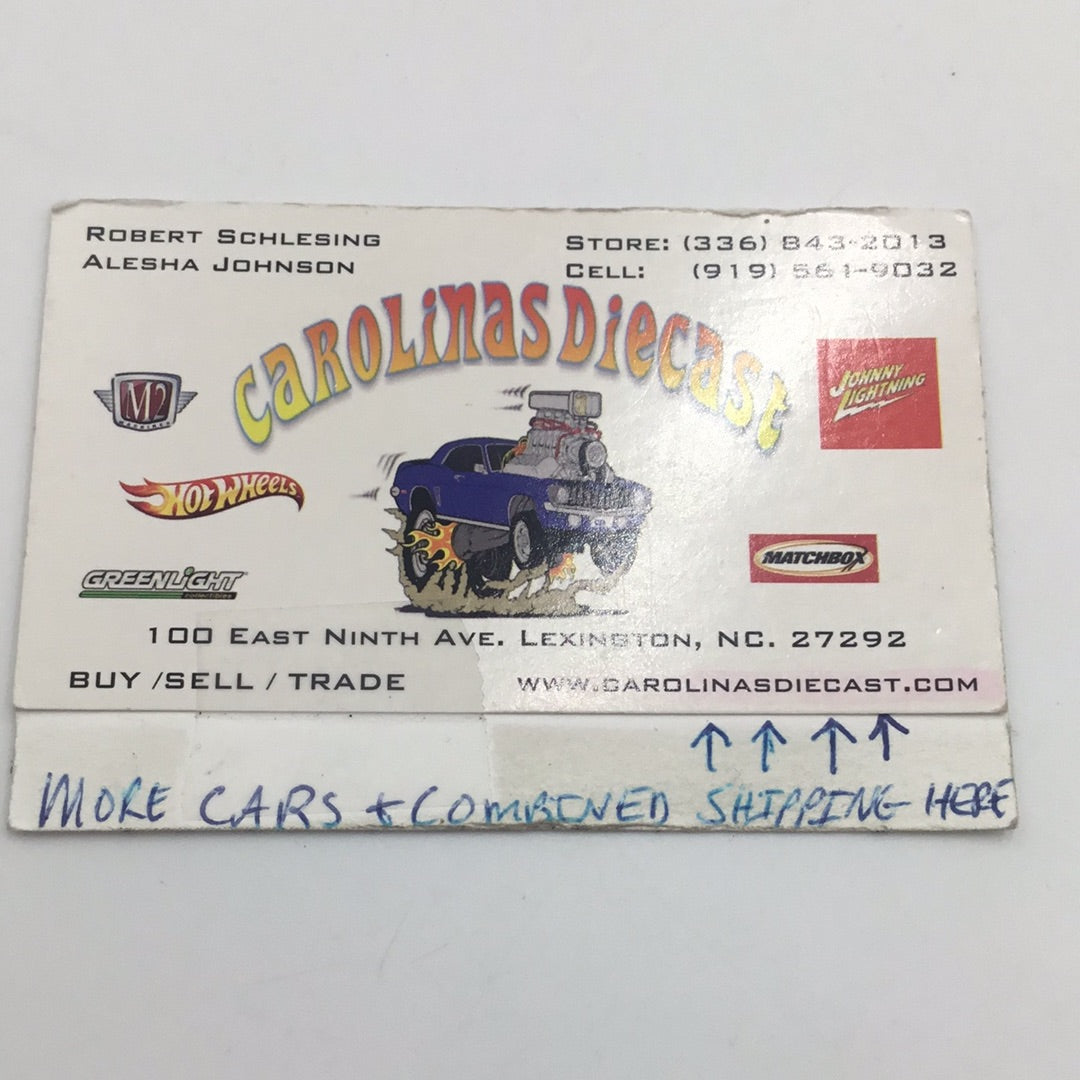 ROBERT SCHLESING
ALESHA JOHNSON
STORE: (336) 843-2013
CELL: (919) 561-9032
CAROLINAS DIECAST
M2
MACHINES
JOHNNY
LIGHTNING
HOT WHEELS
MATCHBOX
GREENLIGHT
collectibles
100 EAST NINTH AVE. LEXINGTON, NC. 27292
BUY /SELL / TRADE
WWW.CAROLINASDIECAST.COM
↑ ↑ ↑ ↑
MORE CARS + COMBINED SHIPPING HERE